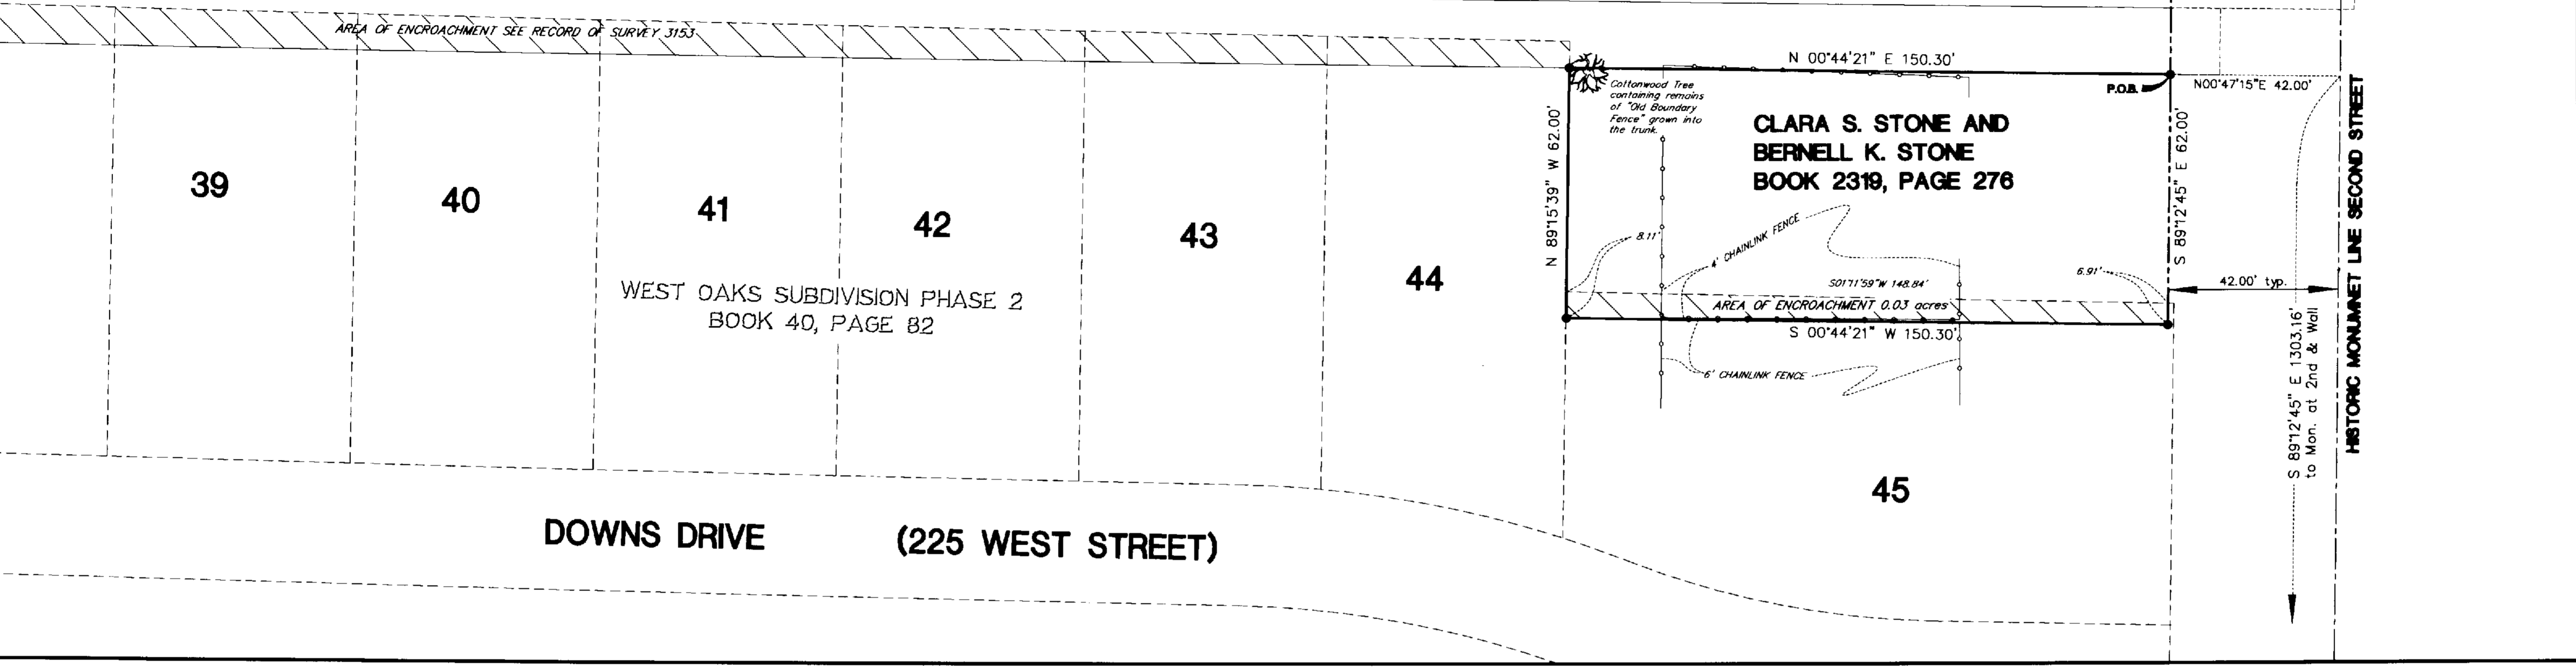 AREA OF ENCROACHMENT SEE RECORD OF SURVEY 3153
N 00°44'21" E 150.30'
P.O.B.
N00°47'15"E 42.00'
Cottonwood Tree
containing remains
of "Old Boundary
Fence" grown into
the trunk.
CLARA S. STONE AND
BERNELL K. STONE
BOOK 2319, PAGE 276
N 89°15'39" W 62.00'
S 89°12'45" E 62.00'
HISTORIC MONUMNET LINE SECOND STREET
39
40
41
42
43
44
WEST OAKS SUBDIVISION PHASE 2
BOOK 40, PAGE 82
8.11'
4' CHAINLINK FENCE
6.91'
S01°11'59"W 148.84'
AREA OF ENCROACHMENT 0.03 acres
S 00°44'21" W 150.30'
42.00' typ.
6' CHAINLINK FENCE
S 89°12'45" E 1303.16'
to Mon. at 2nd & Wall
45
DOWNS DRIVE (225 WEST STREET)